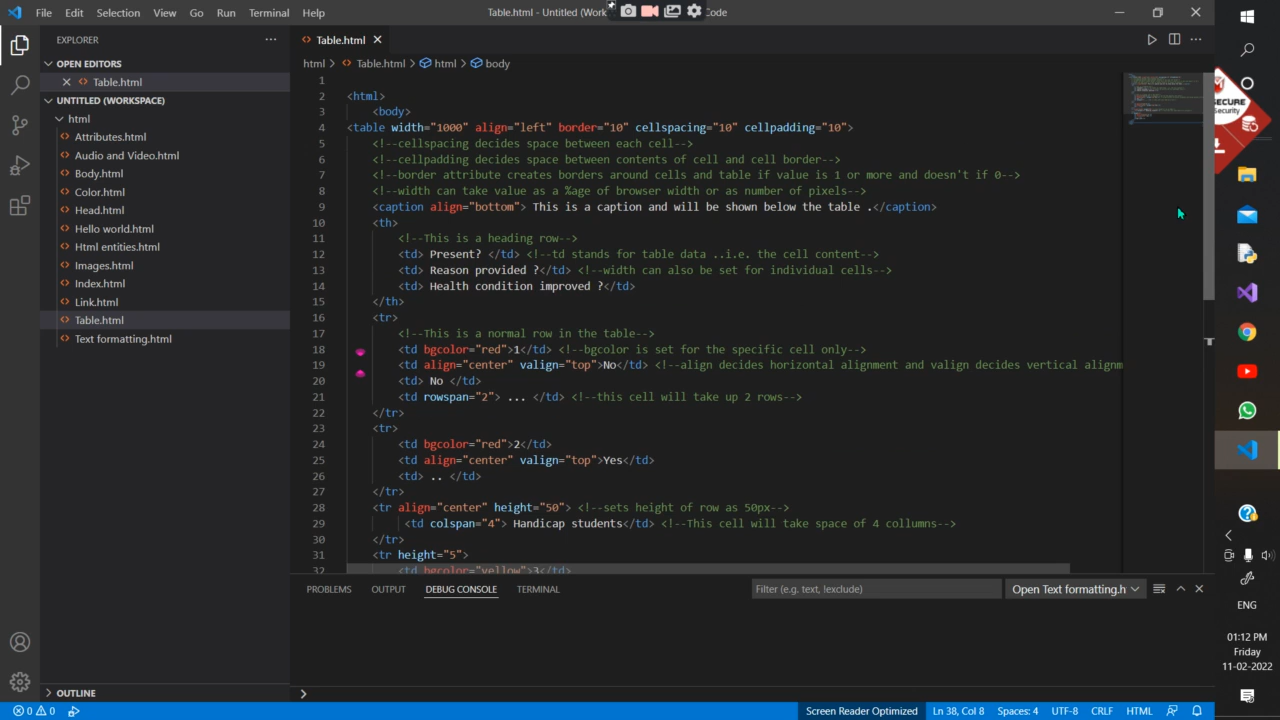 File Edit Selection View Go Run Terminal Help
Table.html - Untitled (Work
Code
EXPLORER
OPEN EDITORS
Table.html
UNTITLED (WORKSPACE)
html
Attributes.html
Audio and Video.html
Body.html
Color.html
Head.html
Hello world.html
Html entities.html
Images.html
Index.html
Link.html
Table.html
Text formatting.html
OUTLINE
Table.html
html > Table.html > html > body
1
2 <html>
3 <body>
4 <table width="1000" align="left" border="10" cellspacing="10" cellpadding="10">
5 <!--cellspacing decides space between each cell-->
6 <!--cellpadding decides space between contents of cell and cell border-->
7 <!--border attribute creates borders around cells and table if value is 1 or more and doesn't if 0-->
8 <!--width can take value as a %age of browser width or as number of pixels-->
9 <caption align="bottom"> This is a caption and will be shown below the table .</caption>
10 <th>
11 <!--This is a heading row-->
12 <td> Present? </td> <!--td stands for table data ..i.e. the cell content-->
13 <td> Reason provided ?</td> <!--width can also be set for individual cells-->
14 <td> Health condition improved ?</td>
15 </th>
16 <tr>
17 <!--This is a normal row in the table-->
18 <td bgcolor="red">1</td> <!--bgcolor is set for the specific cell only-->
19 <td align="center" valign="top">No</td> <!--align decides horizontal alignment and valign decides vertical alignm
20 <td> No </td>
21 <td rowspan="2"> ... </td> <!--this cell will take up 2 rows-->
22 </tr>
23 <tr>
24 <td bgcolor="red">2</td>
25 <td align="center" valign="top">Yes</td>
26 <td> .. </td>
27 </tr>
28 <tr align="center" height="50"> <!--sets height of row as 50px-->
29 <td colspan="4"> Handicap students</td> <!--This cell will take space of 4 collumns-->
30 </tr>
31 <tr height="5">
32 <td bgcolor="yellow">3</td>
PROBLEMS OUTPUT DEBUG CONSOLE TERMINAL
Filter (e.g. text, !exclude)
Open Text formatting.h
0 0
Screen Reader Optimized Ln 38, Col 8 Spaces: 4 UTF-8 CRLF HTML
SECURE
Security
ENG
01:12 PM
Friday
11-02-2022